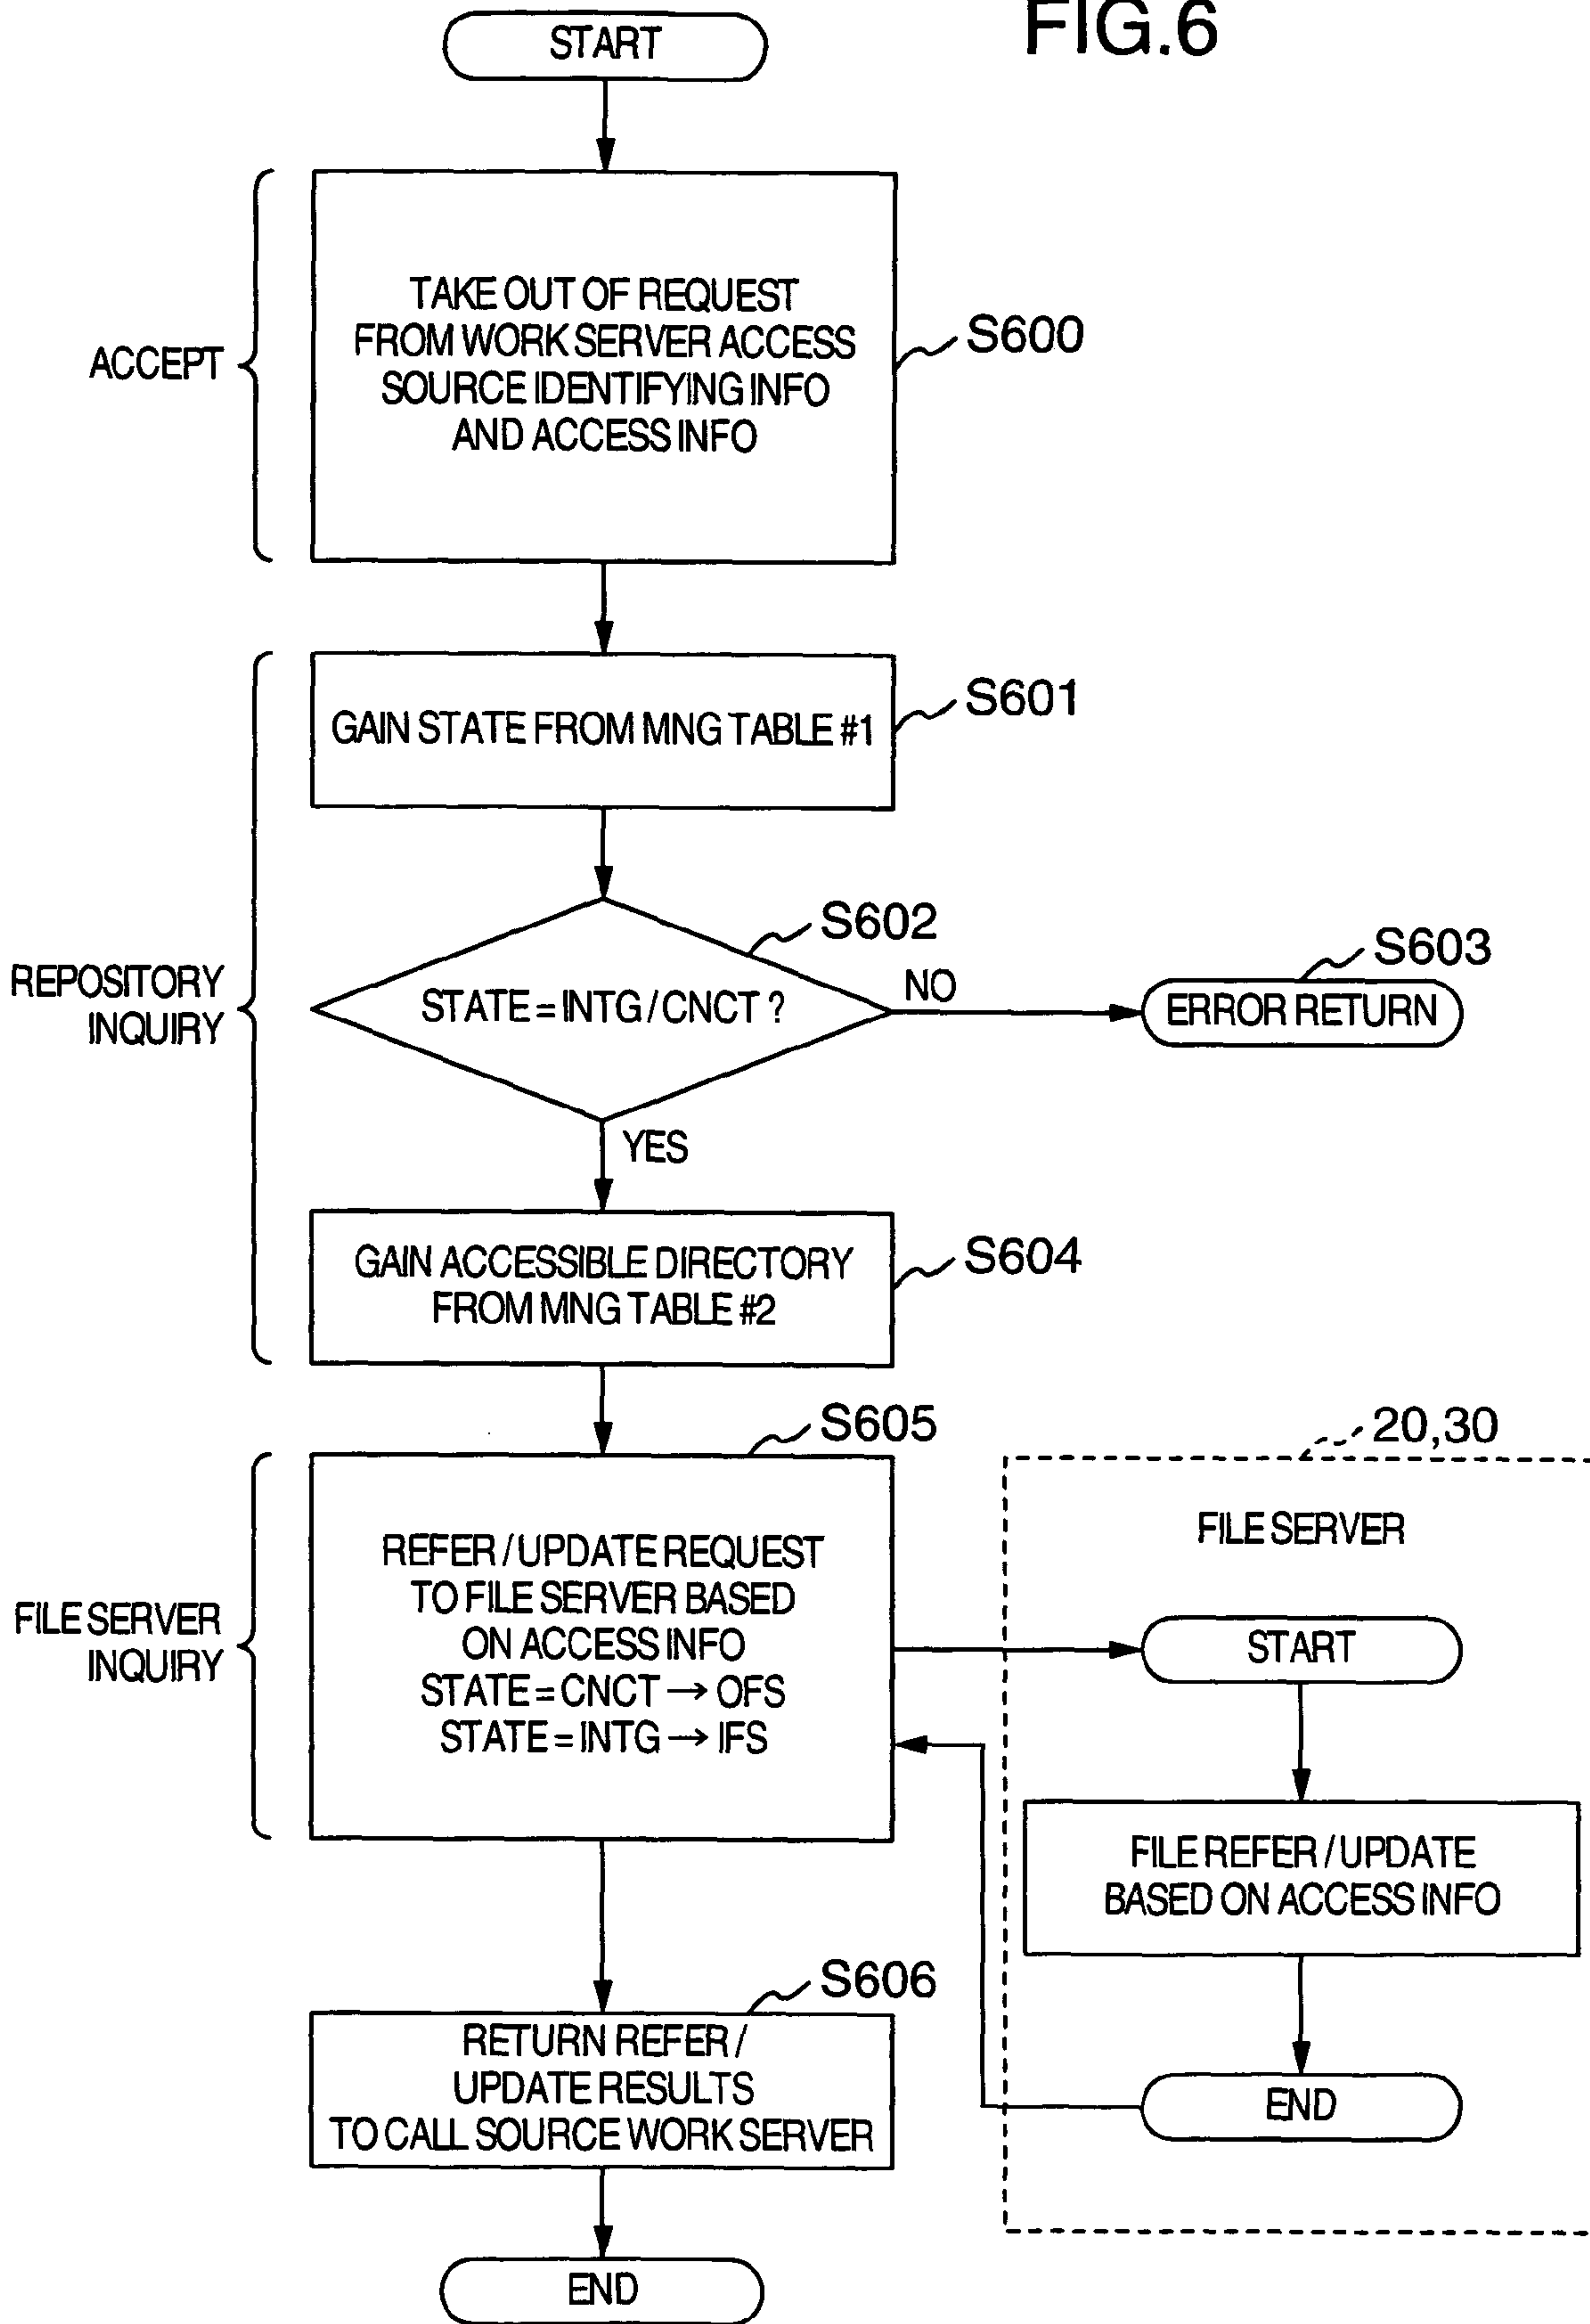 FIG.6
START
ACCEPT
TAKE OUT OF REQUEST
FROM WORK SERVER ACCESS
SOURCE IDENTIFYING INFO
AND ACCESS INFO
S600
REPOSITORY
INQUIRY
GAIN STATE FROM MNG TABLE #1
S601
STATE = INTG / CNCT ?
S602
NO
S603
ERROR RETURN
YES
GAIN ACCESSIBLE DIRECTORY
FROM MNG TABLE #2
S604
FILE SERVER
INQUIRY
S605
REFER / UPDATE REQUEST
TO FILE SERVER BASED
ON ACCESS INFO
STATE = CNCT → OFS
STATE = INTG → IFS
20,30
FILE SERVER
START
FILE REFER / UPDATE
BASED ON ACCESS INFO
END
S606
RETURN REFER /
UPDATE RESULTS
TO CALL SOURCE WORK SERVER
END